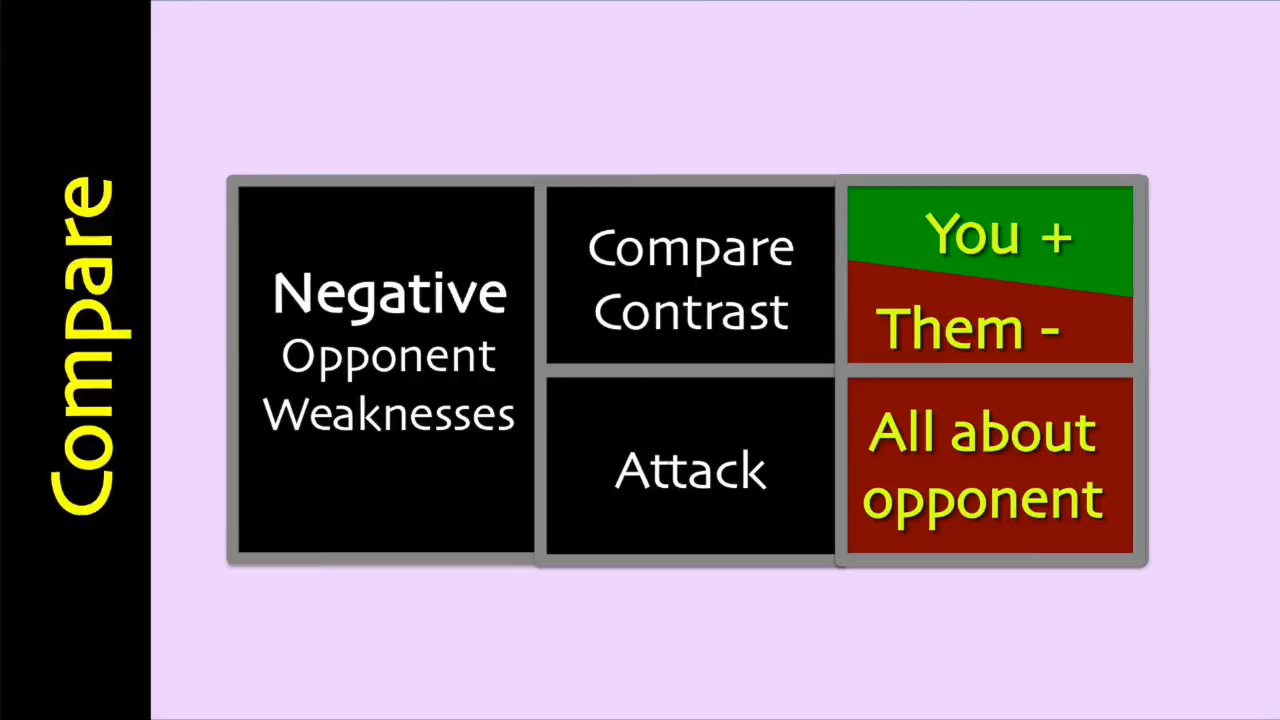 Compare
Negative
Opponent
Weaknesses
Compare
Contrast
You +
Them -
Attack
All about
opponent